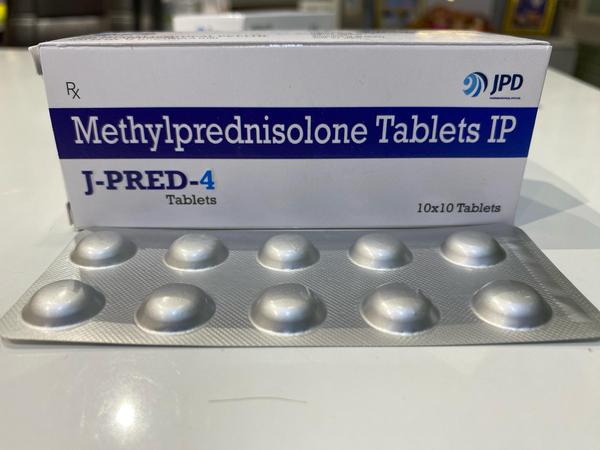 Rx
JPD
Methylprednisolone Tablets IP
J-PRED-4
Tablets
10x10 Tablets